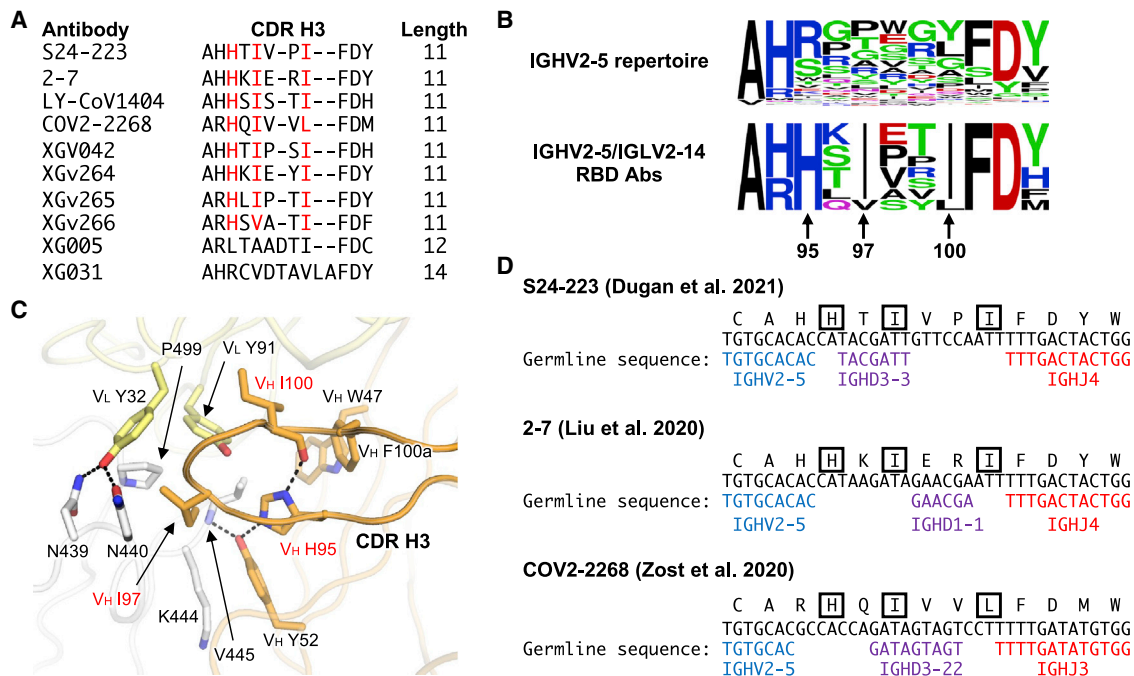 A
Antibody CDR H3 Length
S24-223 AHHTIV-PI--FDY 11
2-7 AHHKIE-RI--FDY 11
LY-CoV1404 AHHSIS-TI--FDH 11
COV2-2268 ARHQIV-VL--FDM 11
XGV042 AHHTIP-SI--FDH 11
XGv264 AHHKIE-YI--FDY 11
XGv265 ARHLIP-TI--FDY 11
XGv266 ARHSVA-TI--FDF 11
XG005 ARLTAADTI--FDC 12
XG031 AHRCVDTAVLAFDY 14
B
IGHV2-5 repertoire
IGHV2-5/IGLV2-14
RBD Abs
95 97 100
C
P499
VL Y91
VL Y32
VH I100
VH W47
VH F100a
N439
N440
VH H95
CDR H3
VH I97
K444
V445
VH Y52
D
S24-223 (Dugan et al. 2021)
C A H H T I V P I F D Y W
TGTGCACACCATACGATTGTTCCAATTTTTGACTACTGG
Germline sequence: TGTGCACAC TACGATT TTTGACTACTGG
IGHV2-5 IGHD3-3 IGHJ4
2-7 (Liu et al. 2020)
C A H H K I E R I F D Y W
TGTGCACACCATAAGATAGAACGAATTTTTGACTACTGG
Germline sequence: TGTGCACAC GAACGA TTTGACTACTGG
IGHV2-5 IGHD1-1 IGHJ4
COV2-2268 (Zost et al. 2020)
C A R H Q I V V L F D M W
TGTGCACGCCACCAGATAGTAGTCCTTTTTGATATGTGG
Germline sequence: TGTGCAC GATAGTAGT TTTTGATATGTGG
IGHV2-5 IGHD3-22 IGHJ3